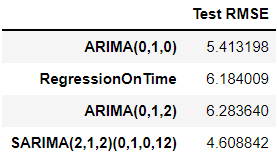 Test RMSE
ARIMA(0,1,0) 5.413198
RegressionOnTime 6.184009
ARIMA(0,1,2) 6.283640
SARIMA(2,1,2)(0,1,0,12) 4.608842